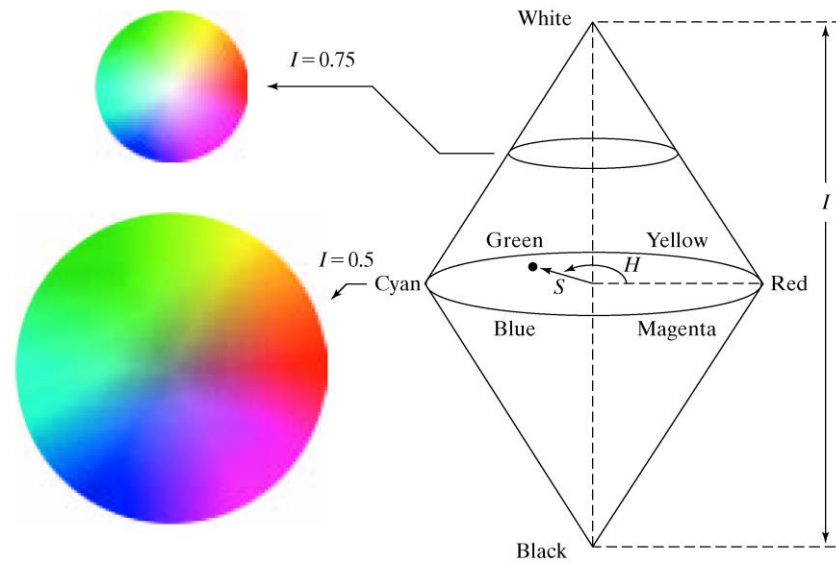 White
I = 0.75
I
Green Yellow
I = 0.5
H
Cyan S Red
Blue Magenta
Black